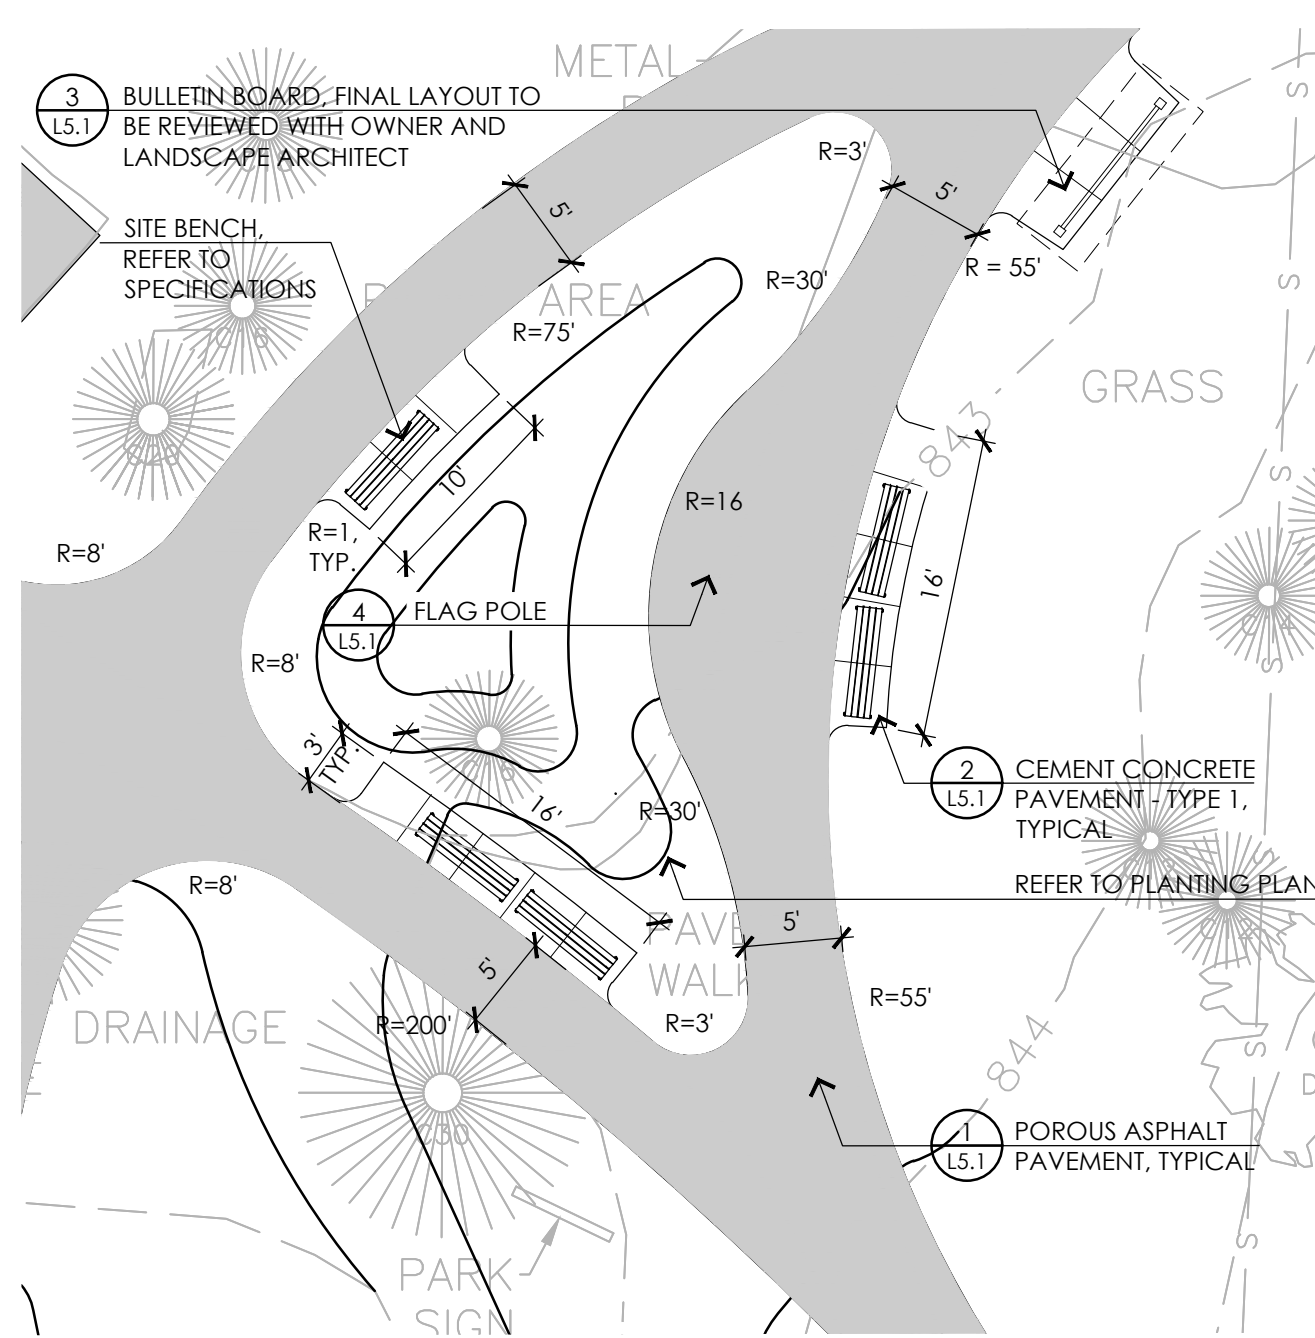 METAL
3
L5.1
BULLETIN BOARD, FINAL LAYOUT TO
BE REVIEWED WITH OWNER AND
LANDSCAPE ARCHITECT
R=3'
5'
5'
SITE BENCH,
REFER TO
SPECIFICATIONS
R = 55'
R=30'
AREA
R=75'
GRASS
843
10'
R=16
R=1,
TYP.
R=8'
16'
4
L5.1
FLAG POLE
R=8'
3'
TYP.
16'
R=30'
2
L5.1
CEMENT CONCRETE
PAVEMENT - TYPE 1,
TYPICAL
R=8'
REFER TO PLANTING PLAN
5'
5'
WALK
R=55'
DRAINAGE
R=200'
R=3'
844
C30
1
L5.1
POROUS ASPHALT
PAVEMENT, TYPICAL
PARK
SIGN
S
S
S
S
S
S
S